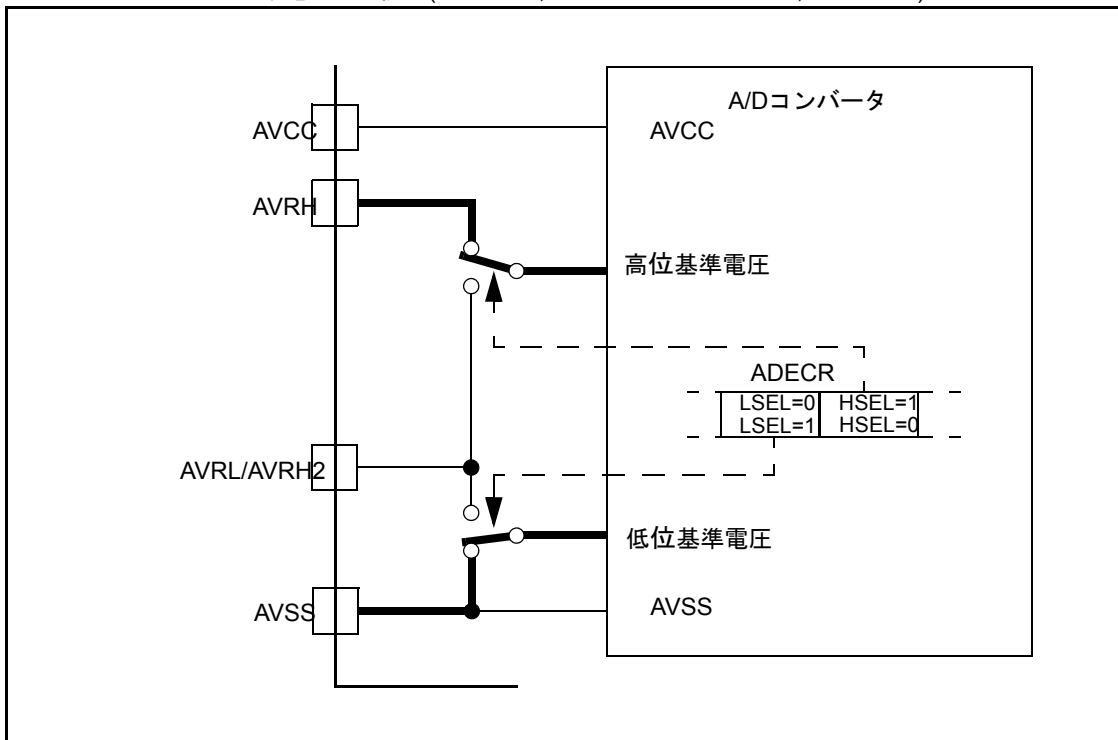 A/Dコンバータ
AVCC
AVCC
AVRH
高位基準電圧
ADECR
LSEL=0 HSEL=1
LSEL=1 HSEL=0
AVRL/AVRH2
低位基準電圧
AVSS
AVSS